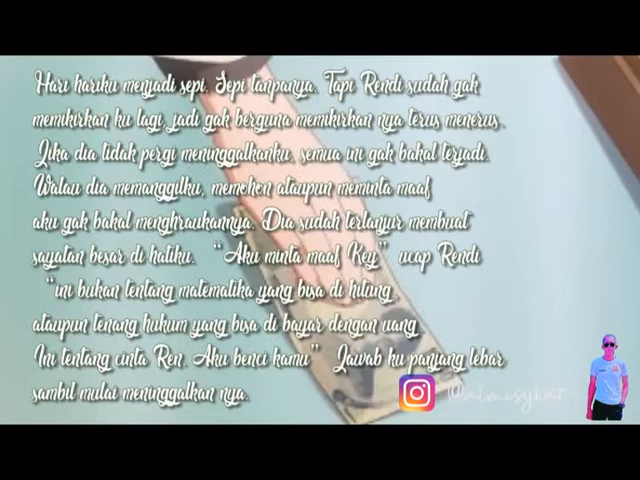 Hari hariku menjadi sepi. Sepi tanpanya. Tapi Rendi sudah gak
memikirkan ku lagi, jadi gak berguna memikirkan nya terus menerus.
Jika dia tidak pergi meninggalkanku, semua ini gak bakal terjadi.
Walau dia memanggilku, memohon ataupun meminta maaf
aku gak bakal menghraukannya. Dia sudah terlanjur membuat
sayatan besar di hatiku. "Aku minta maaf Key" ucap Rendi
"ini bukan tentang matematika yang bisa di hitung
ataupun tenang hukum yang bisa di bayar dengan uang
Ini tentang cinta Ren. Aku benci kamu" Jawab ku panjang lebar
sambil mulai meninggalkan nya.